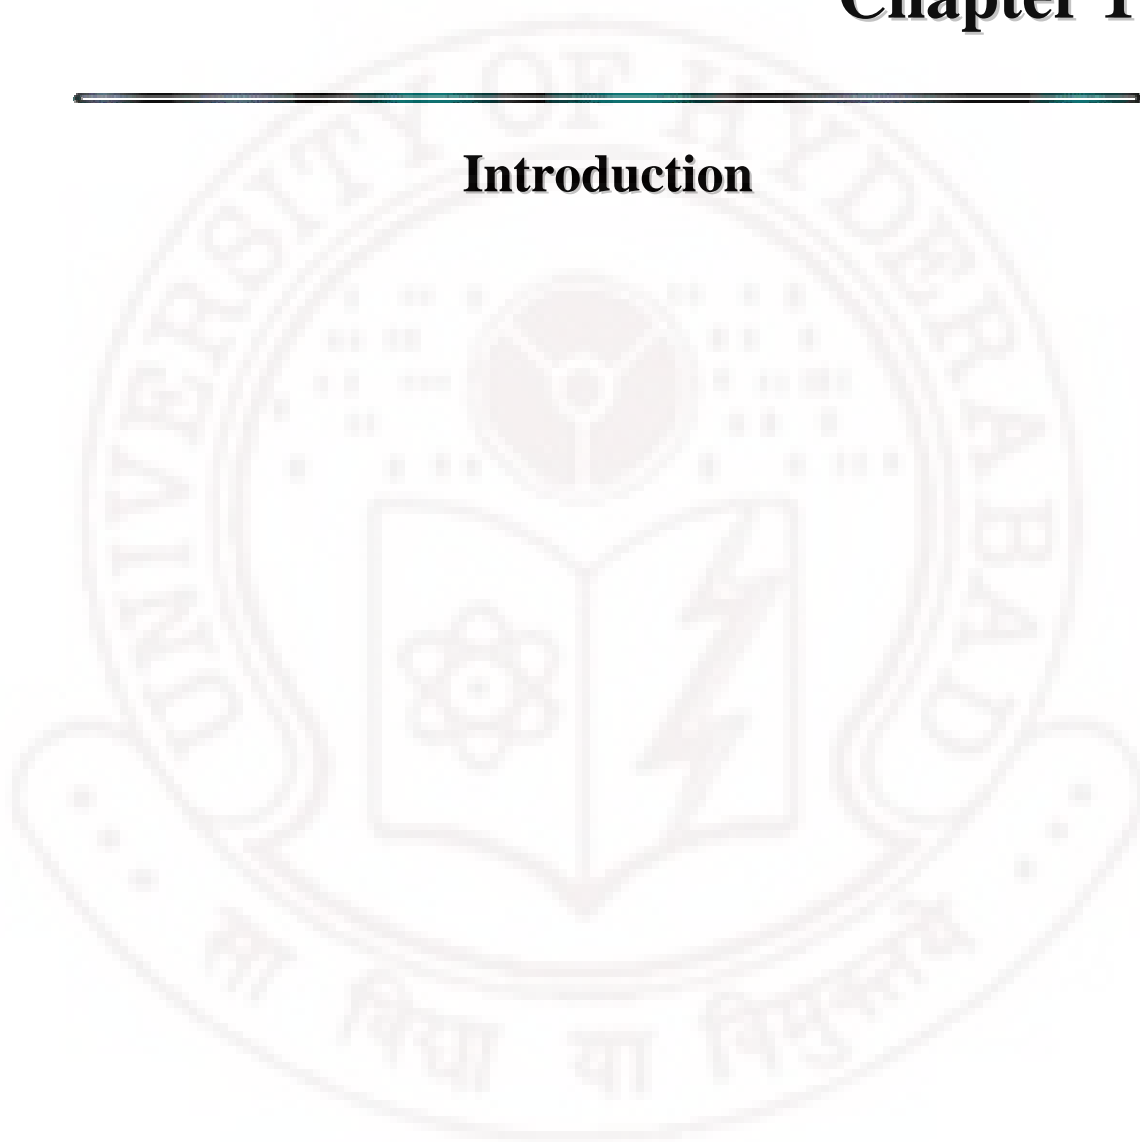 Chapter 1
Introduction
UNIVERSITY OF HYDERABAD
सा विद्या या विमुक्तये